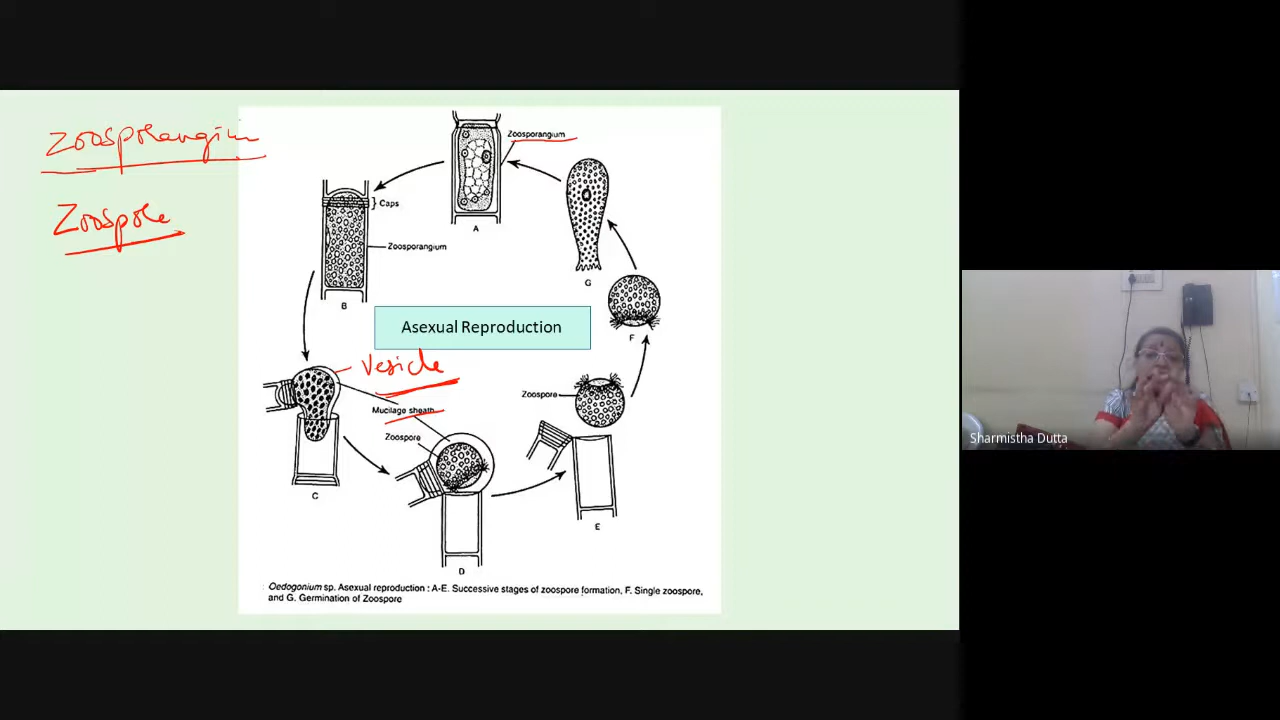 Zoosporangium
Zoospore
Zoosporangium
A
} Caps
Zoosporangium
B
G
Asexual Reproduction
F
Vesicle
Mucilage sheath
Zoospore
Zoospore
C
E
D
Oedogonium sp. Asexual reproduction : A-E. Successive stages of zoospore formation, F. Single zoospore,
and G. Germination of Zoospore
Sharmistha Dutta